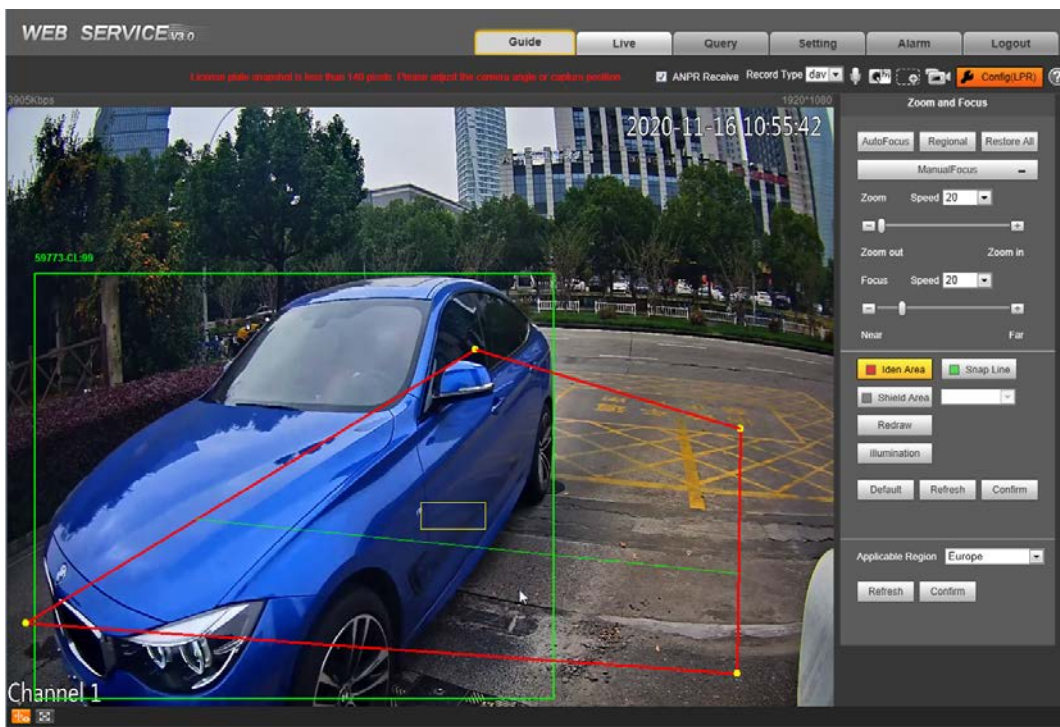 WEB SERVICE V3.0
Guide
Live
Query
Setting
Alarm
Logout
License plate snapshot is less than 140 pixels. Please adjust the camera angle or capture position.
ANPR Receive
Record Type
dav
Config(LPR)
3905Kbps
1920*1080
2020-11-16 10:55:42
59773-CL:99
Channel 1
Zoom and Focus
AutoFocus
Regional
Restore All
ManualFocus
Zoom
Speed
20
Zoom out
Zoom in
Focus
Speed
20
Near
Far
Iden Area
Snap Line
Shield Area
Redraw
Illumination
Default
Refresh
Confirm
Applicable Region
Europe
Refresh
Confirm